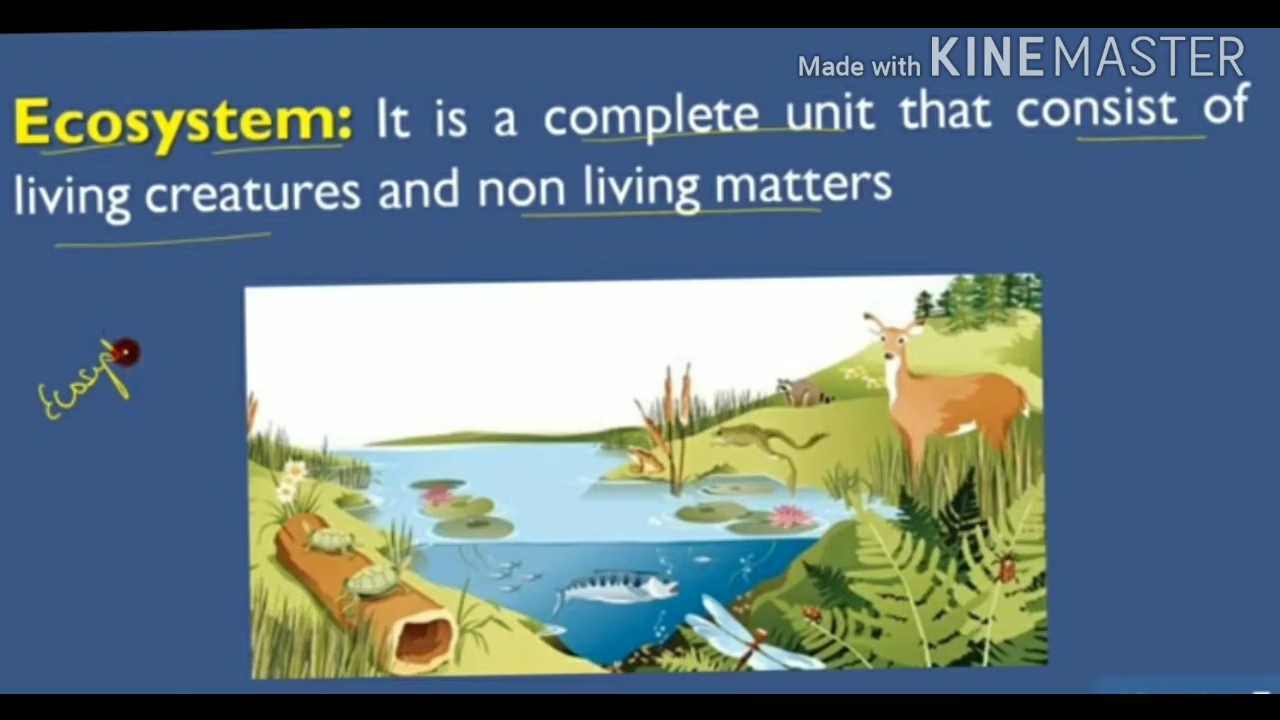 Made with KINEMASTER
Ecosystem: It is a complete unit that consist of
living creatures and non living matters